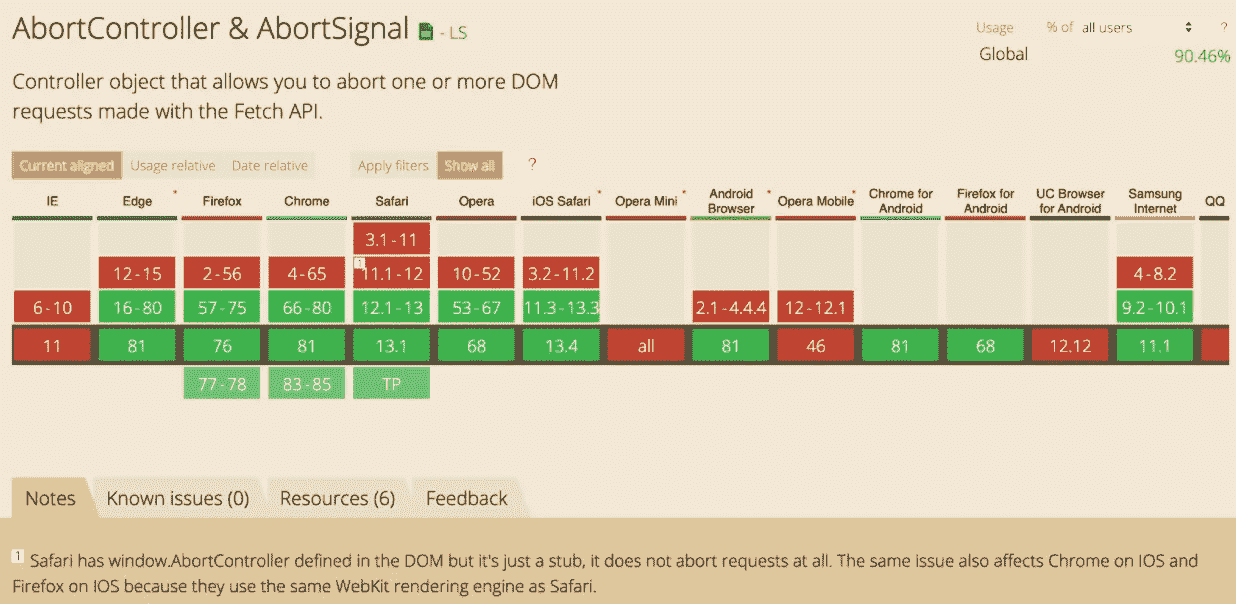 AbortController & AbortSignal - LS
Usage % of all users ?
Global 90.46%
Controller object that allows you to abort one or more DOM
requests made with the Fetch API.
Current aligned Usage relative Date relative Apply filters Show all ?
IE Edge * Firefox Chrome Safari Opera iOS Safari * Opera Mini * Android Browser * Opera Mobile * Chrome for Android Firefox for Android UC Browser for Android Samsung Internet QQ
3.1-11
12-15 2-56 4-65 1 11.1-12 10-52 3.2-11.2 4-8.2
6-10 16-80 57-75 66-80 12.1-13 53-67 11.3-13.3 2.1-4.4.4 12-12.1 9.2-10.1
11 81 76 81 13.1 68 13.4 all 81 46 81 68 12.12 11.1
77-78 83-85 TP
Notes Known issues (0) Resources (6) Feedback
1 Safari has window.AbortController defined in the DOM but it's just a stub, it does not abort requests at all. The same issue also affects Chrome on IOS and
Firefox on IOS because they use the same WebKit rendering engine as Safari.